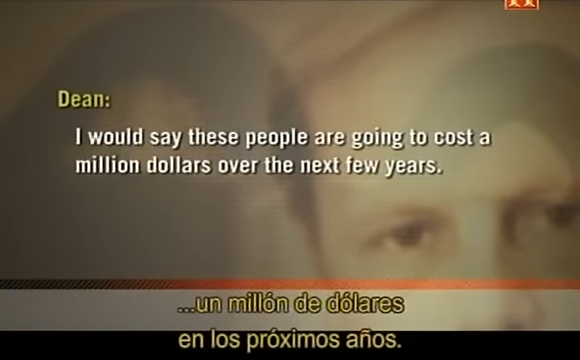 Dean:
I would say these people are going to cost a
million dollars over the next few years.
...un millón de dólares
en los próximos años.